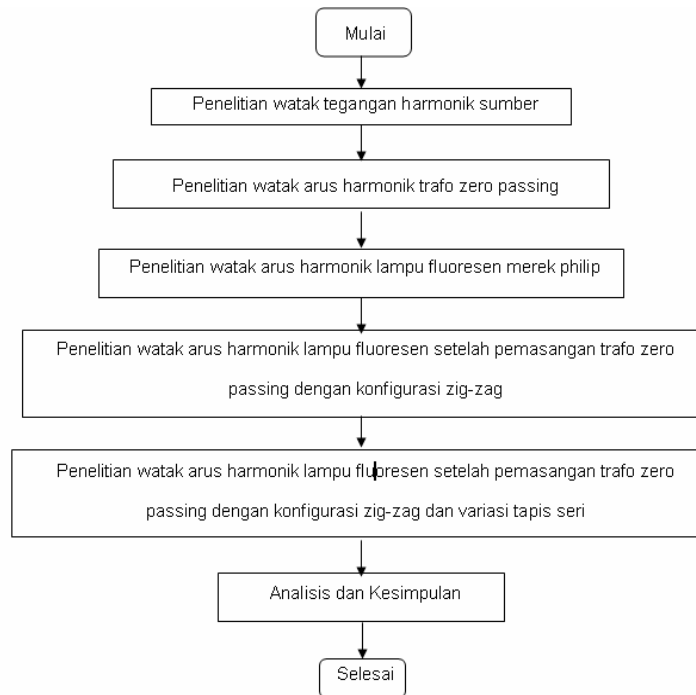 Mulai
Penelitian watak tegangan harmonik sumber
Penelitian watak arus harmonik trafo zero passing
Penelitian watak arus harmonik lampu fluoresen merek philip
Penelitian watak arus harmonik lampu fluoresen setelah pemasangan trafo zero
passing dengan konfigurasi zig-zag
Penelitian watak arus harmonik lampu fluoresen setelah pemasangan trafo zero
passing dengan konfigurasi zig-zag dan variasi tapis seri
Analisis dan Kesimpulan
Selesai